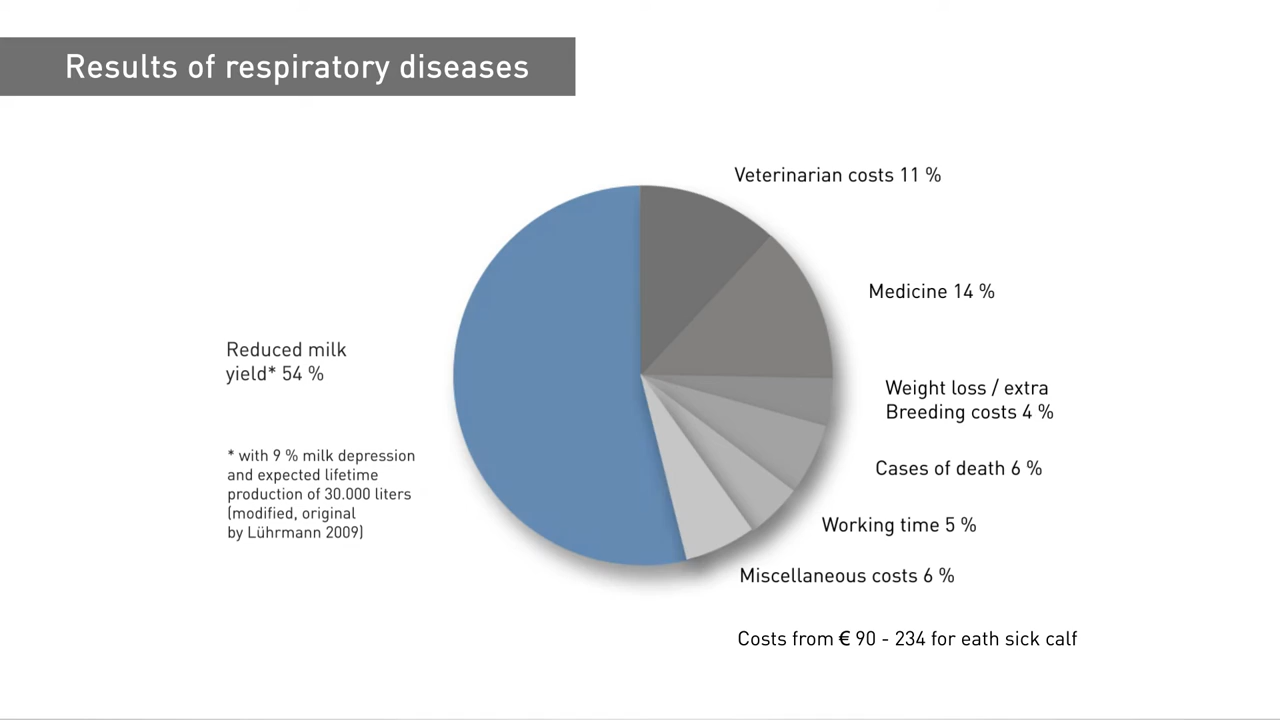 Results of respiratory diseases
Veterinarian costs 11 %
Medicine 14 %
Reduced milk
yield* 54 %
Weight loss / extra
Breeding costs 4 %
* with 9 % milk depression
and expected lifetime
production of 30.000 liters
(modified, original
by Lührmann 2009)
Cases of death 6 %
Working time 5 %
Miscellaneous costs 6 %
Costs from € 90 - 234 for eath sick calf